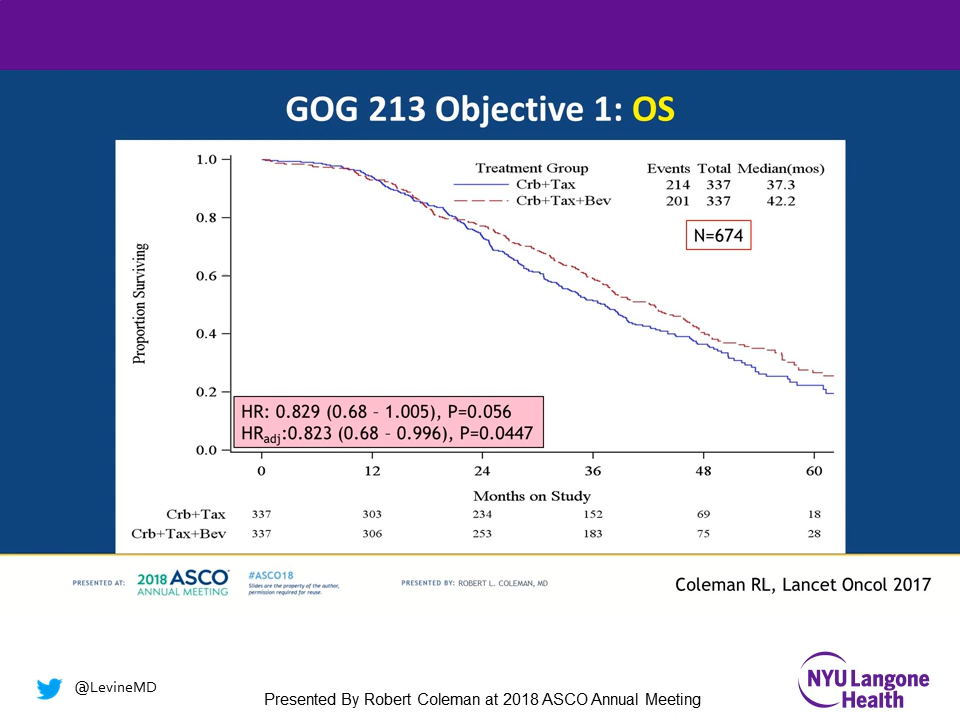 GOG 213 Objective 1: OS
Treatment Group Events Total Median(mos)
Crb+Tax 214 337 37.3
Crb+Tax+Bev 201 337 42.2
N=674
Proportion Surviving
1.0
0.8
0.6
0.4
0.2
0.0
HR: 0.829 (0.68 – 1.005), P=0.056
HRadj:0.823 (0.68 – 0.996), P=0.0447
0 12 24 36 48 60
Months on Study
Crb+Tax 337 303 234 152 69 18
Crb+Tax+Bev 337 306 253 183 75 28
PRESENTED AT: 2018 ASCO ANNUAL MEETING
#ASCO18
Slides are the property of the author,
permission required for reuse.
PRESENTED BY: ROBERT L. COLEMAN, MD
Coleman RL, Lancet Oncol 2017
@LevineMD
Presented By Robert Coleman at 2018 ASCO Annual Meeting
NYU Langone
Health